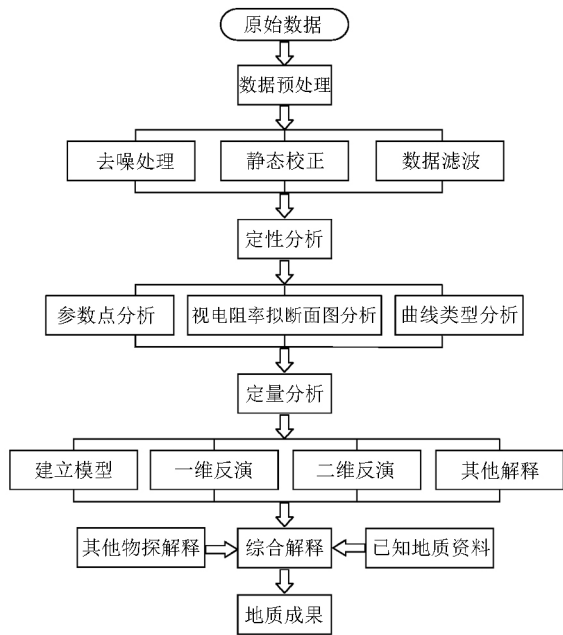 原始数据
数据预处理
去噪处理
静态校正
数据滤波
定性分析
参数点分析
视电阻率拟断面图分析
曲线类型分析
定量分析
建立模型
一维反演
二维反演
其他解释
其他物探解释
综合解释
已知地质资料
地质成果